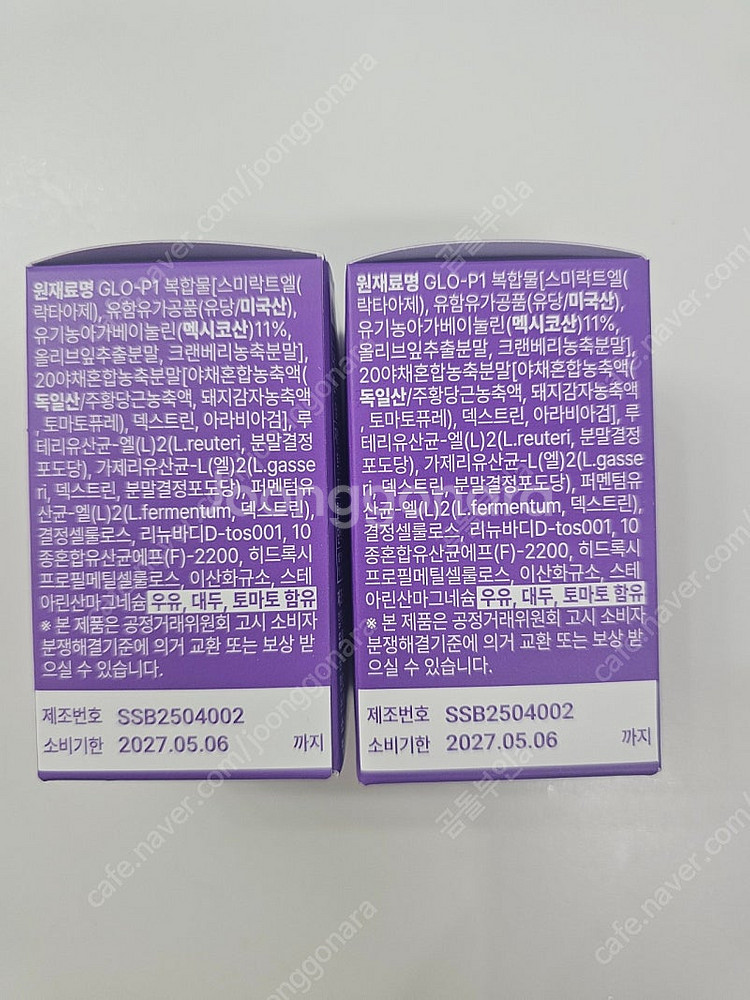 원재료명 GLO-P1 복합물[스미락트엘(
락타아제), 유함유가공품(유당/미국산),
유기농아가베이눌린(멕시코산)11%,
올리브잎추출분말, 크랜베리농축분말],
20야채혼합농축분말[야채혼합농축액(
독일산/주황당근농축액, 돼지감자농축액
, 토마토퓨레), 덱스트린, 아라비아검], 루
테리유산균-엘(L)2(L.reuteri, 분말결정
포도당), 가제리유산균-L(엘)2(L.gasse
ri, 덱스트린, 분말결정포도당), 퍼멘텀유
산균-엘(L)2(L.fermentum, 덱스트린),
결정셀룰로스, 리뉴바디D-tos001, 10
종혼합유산균에프(F)-2200, 히드록시
프로필메틸셀룰로스, 이산화규소, 스테
아린산마그네슘 우유, 대두, 토마토 함유
※ 본 제품은 공정거래위원회 고시 소비자
분쟁해결기준에 의거 교환 또는 보상 받
으실 수 있습니다.
제조번호 SSB2504002
소비기한 2027.05.06 까지
원재료명 GLO-P1 복합물[스미락트엘(
락타아제), 유함유가공품(유당/미국산),
유기농아가베이눌린(멕시코산)11%,
올리브잎추출분말, 크랜베리농축분말],
20야채혼합농축분말[야채혼합농축액(
독일산/주황당근농축액, 돼지감자농축액
, 토마토퓨레), 덱스트린, 아라비아검], 루
테리유산균-엘(L)2(L.reuteri, 분말결정
포도당), 가제리유산균-L(엘)2(L.gasse
ri, 덱스트린, 분말결정포도당), 퍼멘텀유
산균-엘(L)2(L.fermentum, 덱스트린),
결정셀룰로스, 리뉴바디D-tos001, 10
종혼합유산균에프(F)-2200, 히드록시
프로필메틸셀룰로스, 이산화규소, 스테
아린산마그네슘 우유, 대두, 토마토 함유
※ 본 제품은 공정거래위원회 고시 소비자
분쟁해결기준에 의거 교환 또는 보상 받
으실 수 있습니다.
제조번호 SSB2504002
소비기한 2027.05.06 까지
Joonggonara
cafe.naver.com/joonggonara
곰돌부인a